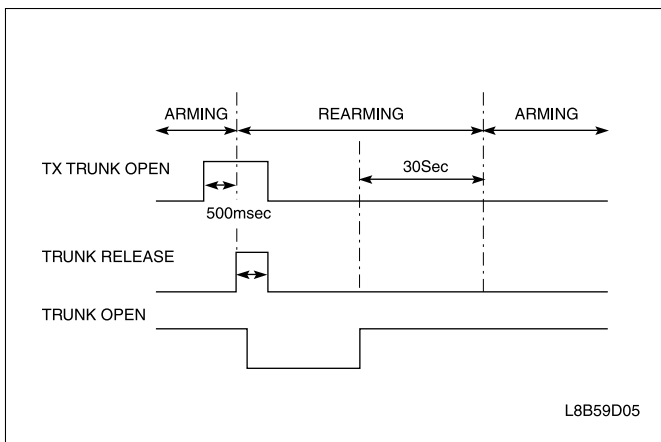 ARMING REARMING ARMING
TX TRUNK OPEN
30Sec
500msec
TRUNK RELEASE
TRUNK OPEN
L8B59D05